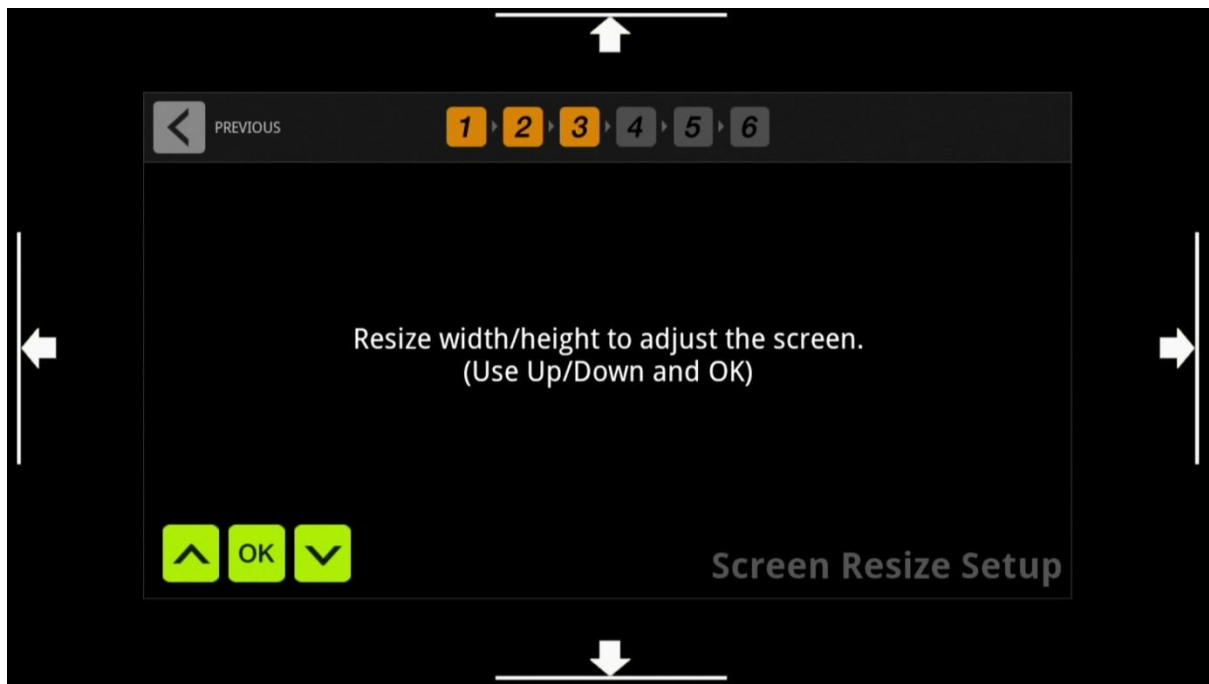 PREVIOUS
1 2 3 4 5 6
Resize width/height to adjust the screen.
(Use Up/Down and OK)
OK
Screen Resize Setup